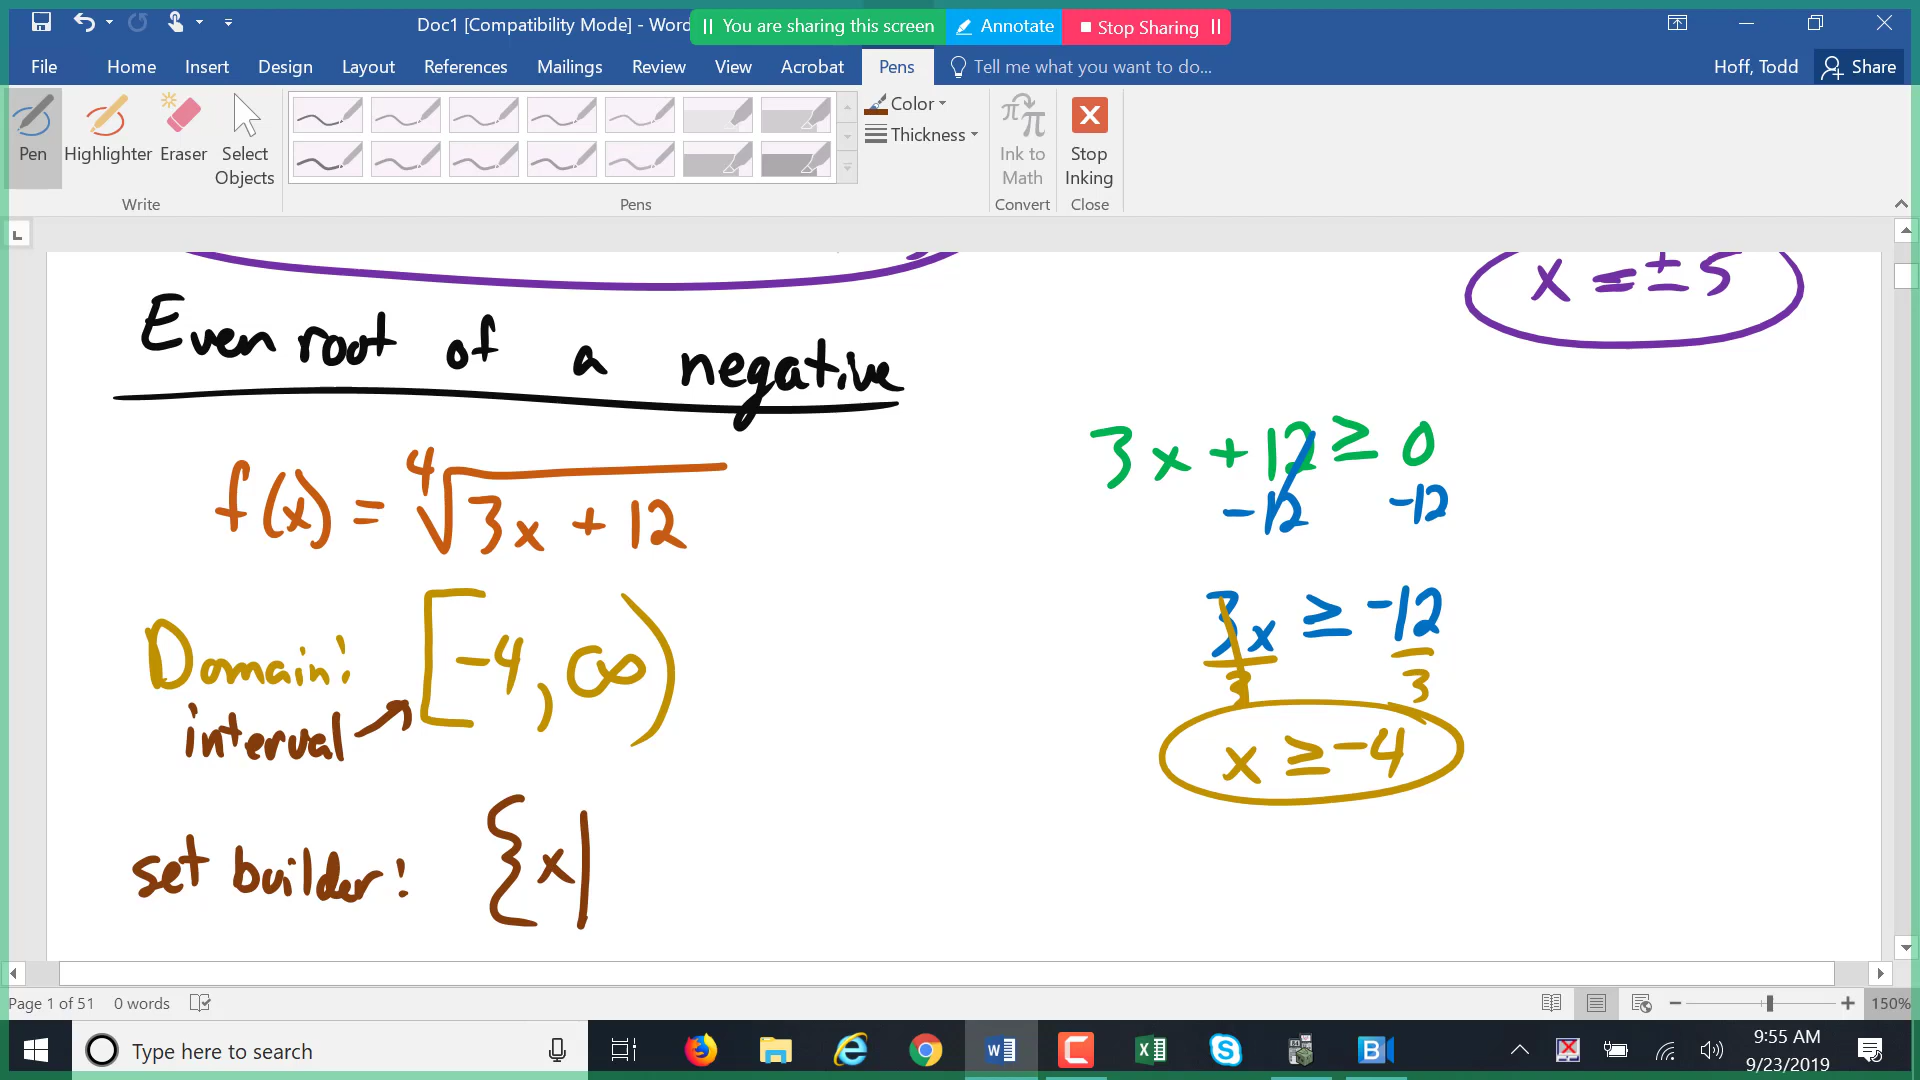 Doc1 [Compatibility Mode] - Word
You are sharing this screen
Annotate
Stop Sharing
File Home Insert Design Layout References Mailings Review View Acrobat Pens Tell me what you want to do... Hoff, Todd Share
Pen Highlighter Eraser Select Objects
Color
Thickness
Ink to Math
Stop Inking
Write Pens Convert Close
x = ± 5
Even root of a negative
f(x) = ∜(3x + 12)
3x + 12 ≥ 0
-12 -12
3x ≥ -12
3 3
x ≥ -4
Domain: [-4, ∞)
interval
set builder: {x|
Page 1 of 51 0 words 150%
Type here to search
9:55 AM
9/23/2019